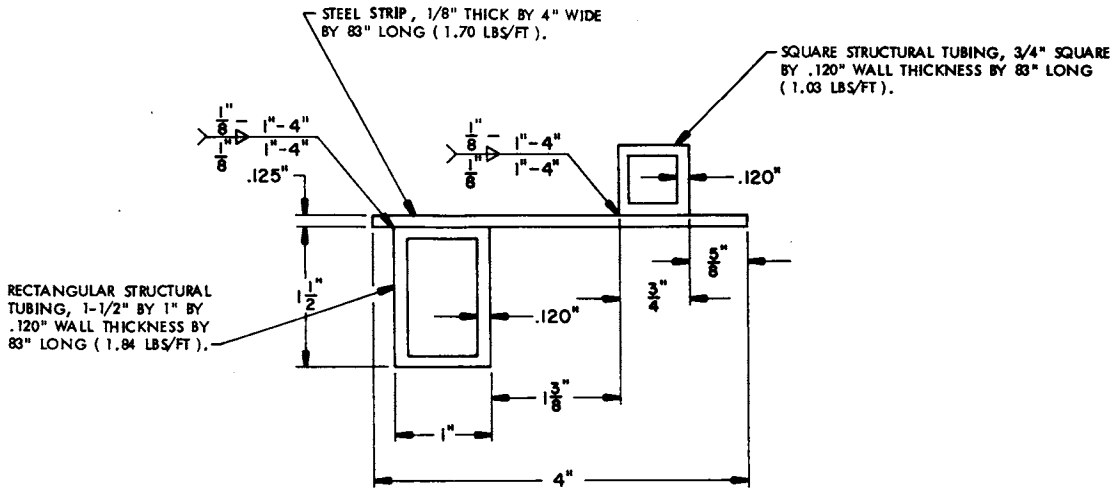 STEEL STRIP, 1/8" THICK BY 4" WIDE
BY 83" LONG ( 1.70 LBS/FT ).
SQUARE STRUCTURAL TUBING, 3/4" SQUARE
BY .120" WALL THICKNESS BY 83" LONG
( 1.03 LBS/FT ).
1/8" 1"-4"
1/8" 1"-4"
1/8" 1"-4"
1/8" 1"-4"
.125"
.120"
5/8"
3/4"
1 1/2"
RECTANGULAR STRUCTURAL
TUBING, 1-1/2" BY 1" BY
.120" WALL THICKNESS BY
83" LONG ( 1.84 LBS/FT ).
.120"
1 3/8"
1"
4"